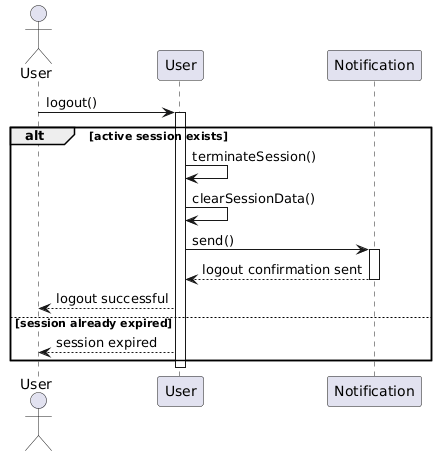 User
User
Notification
logout()
alt [active session exists]
terminateSession()
clearSessionData()
send()
logout confirmation sent
logout successful
[session already expired]
session expired
User
User
Notification